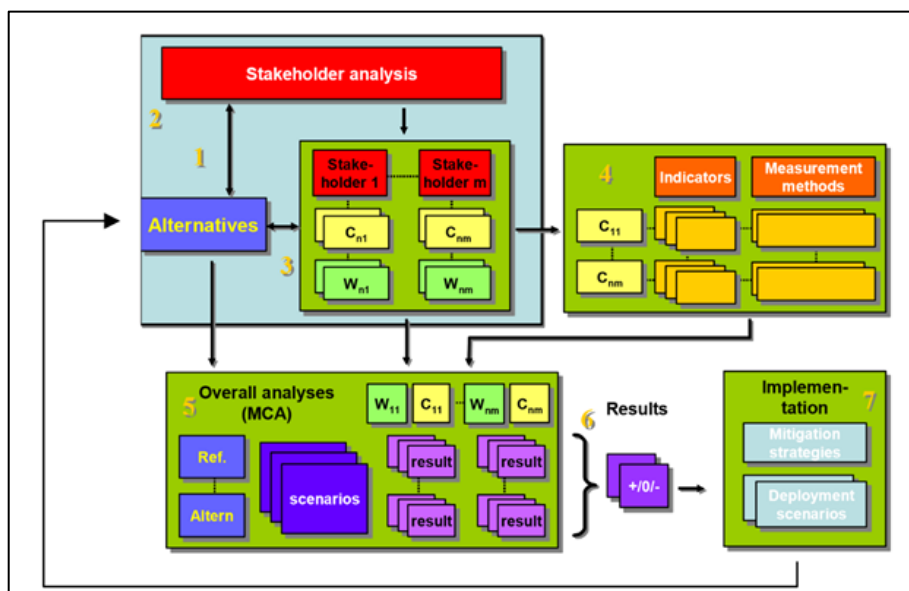 Stakeholder analysis
2
1
Stake-
holder 1
Stake-
holder m
Alternatives
3
Cn1
Cnm
Wn1
Wnm
4
Indicators
Measurement
methods
C11
Cnm
5
Overall analyses
(MCA)
W11
C11
Wnm
Cnm
Ref.
Altern
scenarios
result
result
result
result
6
Results
+/0/-
Implemen-
tation
7
Mitigation
strategies
Deployment
scenarios